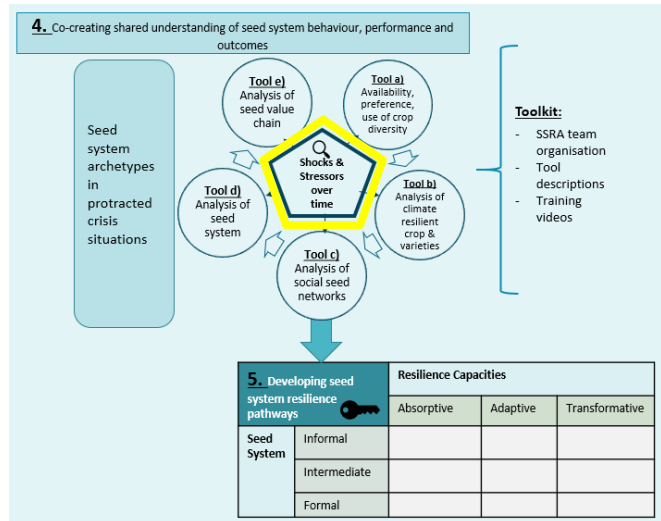 4. Co-creating shared understanding of seed system behaviour, performance and
outcomes
Seed
system
archetypes
in
protracted
crisis
situations
Tool e)
Analysis of
seed value
chain
Tool a)
Availability,
preference,
use of crop
diversity
Shocks &
Stressors
over
time
Tool d)
Analysis of
seed
system
Tool b)
Analysis of
climate
resilient
crop &
varieties
Tool c)
Analysis of
social seed
networks
Toolkit:
- SSRA team
organisation
- Tool
descriptions
- Training
videos
5. Developing seed
system resilience
pathways
Resilience Capacities
Absorptive
Adaptive
Transformative
Seed
System
Informal
Intermediate
Formal